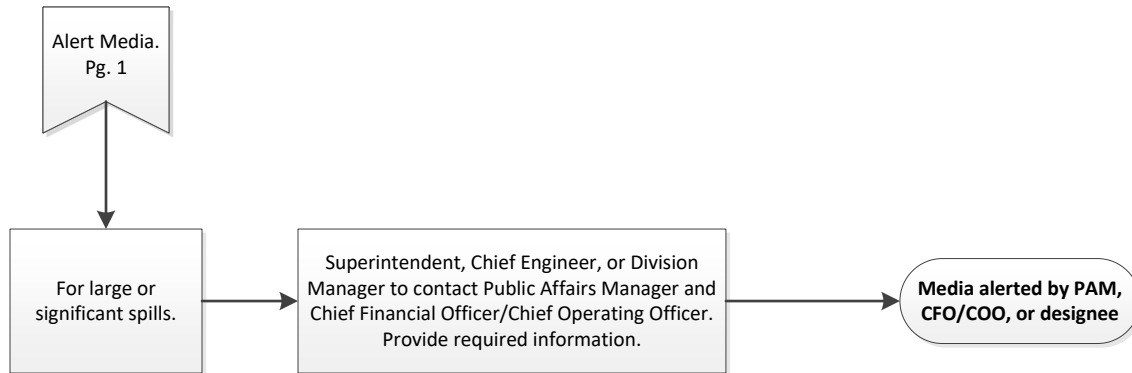 Alert Media.
Pg. 1
For large or
significant spills.
Superintendent, Chief Engineer, or Division
Manager to contact Public Affairs Manager and
Chief Financial Officer/Chief Operating Officer.
Provide required information.
Media alerted by PAM,
CFO/COO, or designee